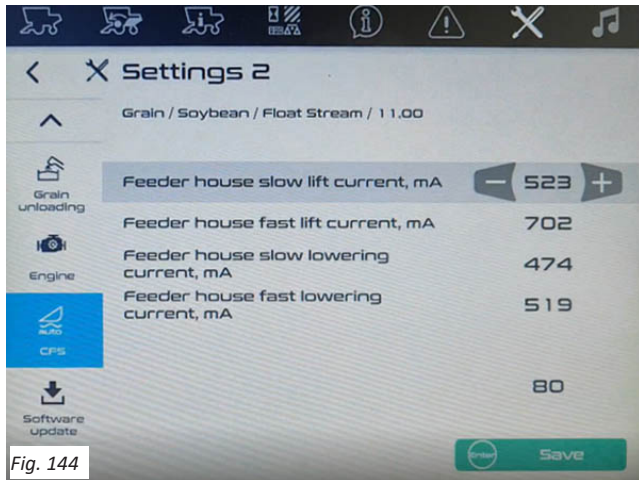 Settings 2
Grain / Soybean / Float Stream / 11.00
Feeder house slow lift current, mA
523
Feeder house fast lift current, mA
702
Feeder house slow lowering
current, mA
474
Feeder house fast lowering
current, mA
519
80
Grain
unloading
Engine
auto
CFS
Software
update
Enter
Save
Fig. 144